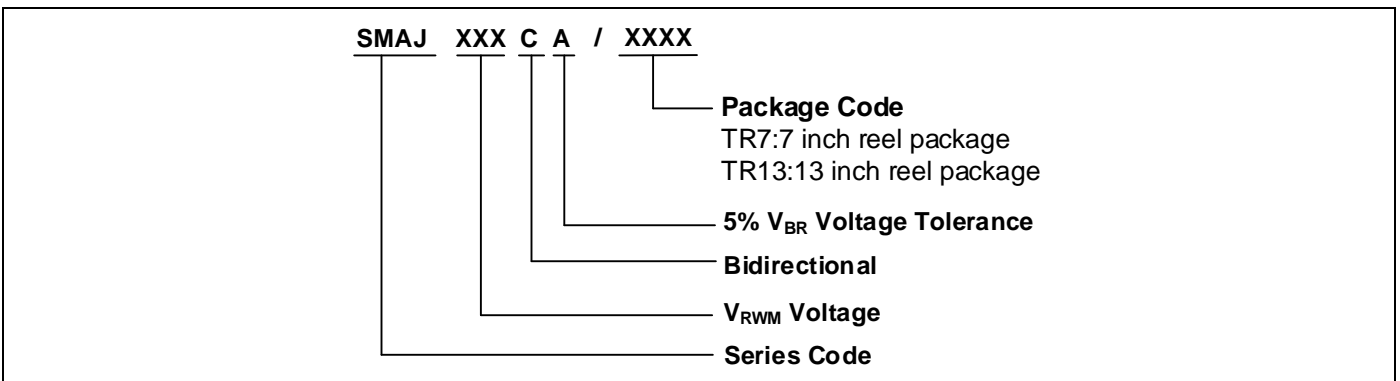 SMAJ XXX C A / XXXX
Package Code
TR7:7 inch reel package
TR13:13 inch reel package
5% VBR Voltage Tolerance
Bidirectional
VRWM Voltage
Series Code